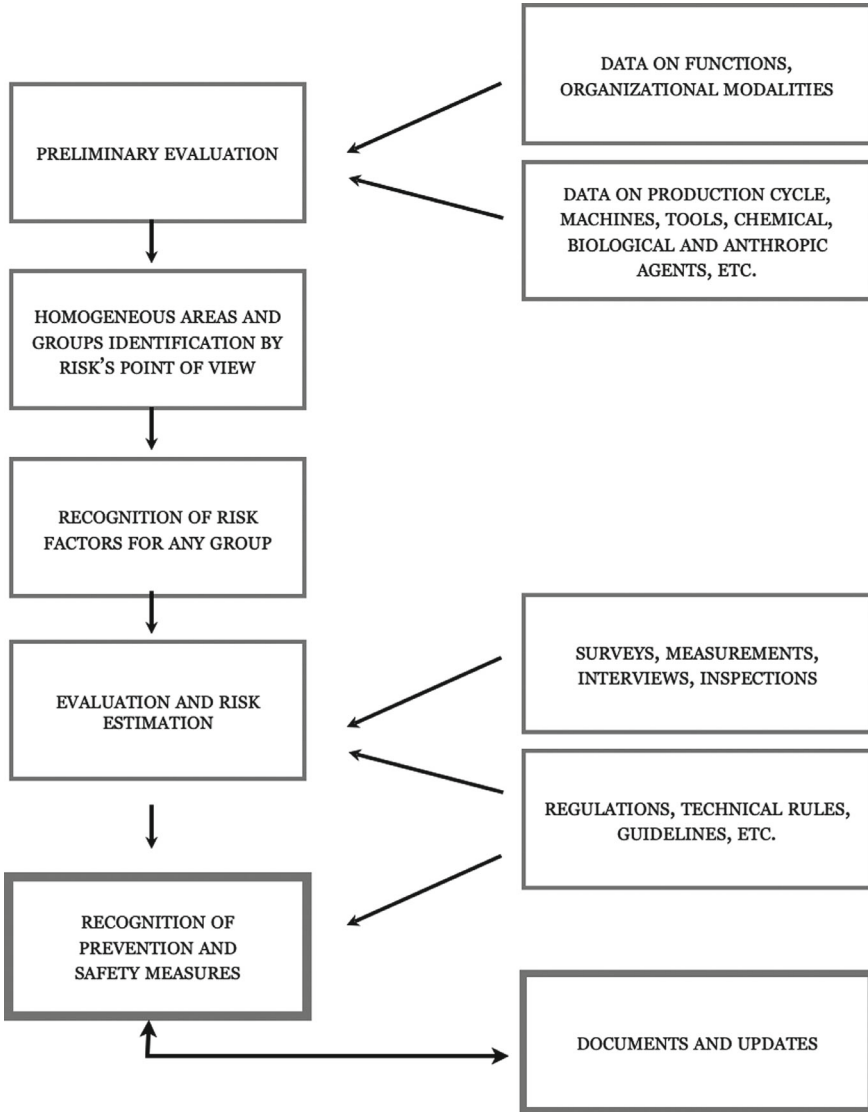 DATA ON FUNCTIONS,
ORGANIZATIONAL MODALITIES
PRELIMINARY EVALUATION
DATA ON PRODUCTION CYCLE,
MACHINES, TOOLS, CHEMICAL,
BIOLOGICAL AND ANTHROPIC
AGENTS, ETC.
HOMOGENEOUS AREAS AND
GROUPS IDENTIFICATION BY
RISK'S POINT OF VIEW
RECOGNITION OF RISK
FACTORS FOR ANY GROUP
SURVEYS, MEASUREMENTS,
INTERVIEWS, INSPECTIONS
EVALUATION AND RISK
ESTIMATION
REGULATIONS, TECHNICAL RULES,
GUIDELINES, ETC.
RECOGNITION OF
PREVENTION AND
SAFETY MEASURES
DOCUMENTS AND UPDATES